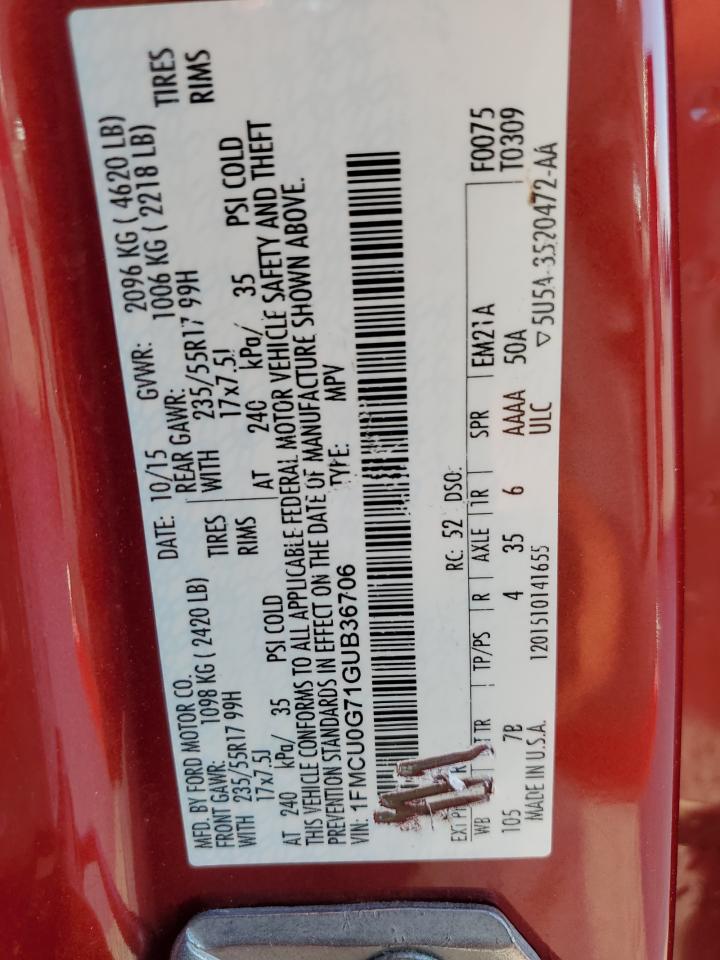 MFD. BY FORD MOTOR CO.
DATE: 10/15 GVWR: 2096 KG ( 4620 LB)
FRONT GAWR: 1098 KG ( 2420 LB)
REAR GAWR: 1006 KG ( 2218 LB)
WITH 235/55R17 99H TIRES
WITH 235/55R17 99H TIRES
17x7.5J RIMS
17x7.5J RIMS
AT 240 kPa/ 35 PSI COLD
AT 240 kPa/ 35 PSI COLD
THIS VEHICLE CONFORMS TO ALL APPLICABLE FEDERAL MOTOR VEHICLE SAFETY AND THEFT
PREVENTION STANDARDS IN EFFECT ON THE DATE OF MANUFACTURE SHOWN ABOVE.
VIN: 1FMCU0G71GUB36706 TYPE: MPV
EXT RC: 52 DSO: F0075
WB TR TP/PS R AXLE TR SPR EM21A T0309
105 7B 4 35 6 AAAA 50A
MADE IN U.S.A. 1201510141655 ULC ▽5U5A-3520472-AA